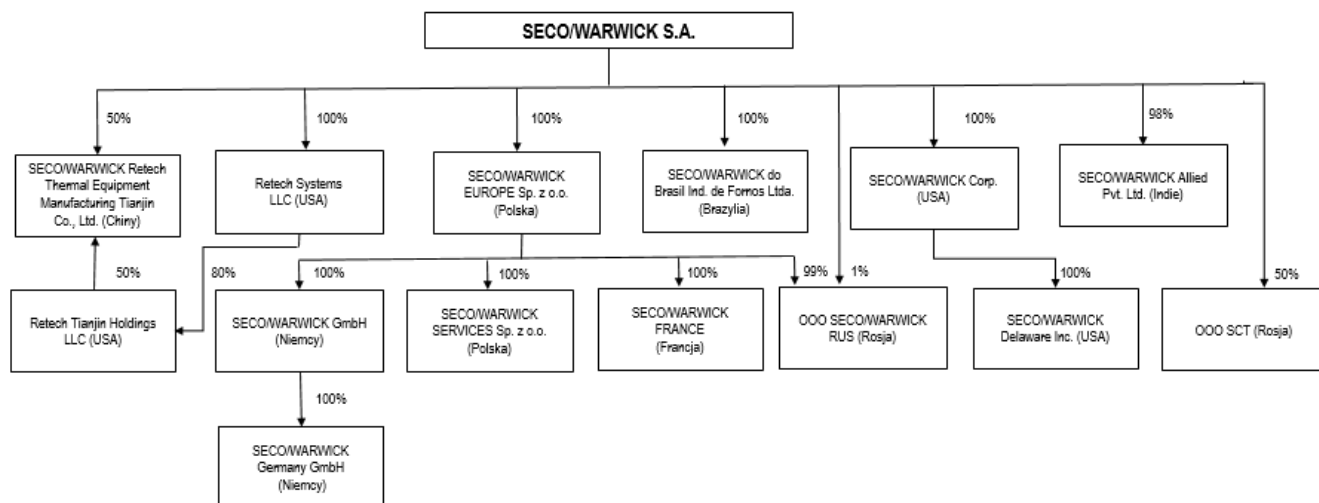 SECO/WARWICK S.A.
50%
100%
100%
100%
100%
98%
SECO/WARWICK Retech
Thermal Equipment
Manufacturing Tianjin
Co., Ltd. (Chiny)
Retech Systems
LLC (USA)
SECO/WARWICK
EUROPE Sp. z o.o.
(Polska)
SECO/WARWICK do
Brasil Ind. de Fornos Ltda.
(Brazylia)
SECO/WARWICK Corp.
(USA)
SECO/WARWICK Allied
Pvt. Ltd. (Indie)
50%
80%
100%
100%
100%
99%
1%
100%
50%
Retech Tianjin Holdings
LLC (USA)
SECO/WARWICK GmbH
(Niemcy)
SECO/WARWICK
SERVICES Sp. z o.o.
(Polska)
SECO/WARWICK
FRANCE
(Francja)
OOO SECO/WARWICK
RUS (Rosja)
SECO/WARWICK
Delaware Inc. (USA)
OOO SCT (Rosja)
100%
SECO/WARWICK
Germany GmbH
(Niemcy)